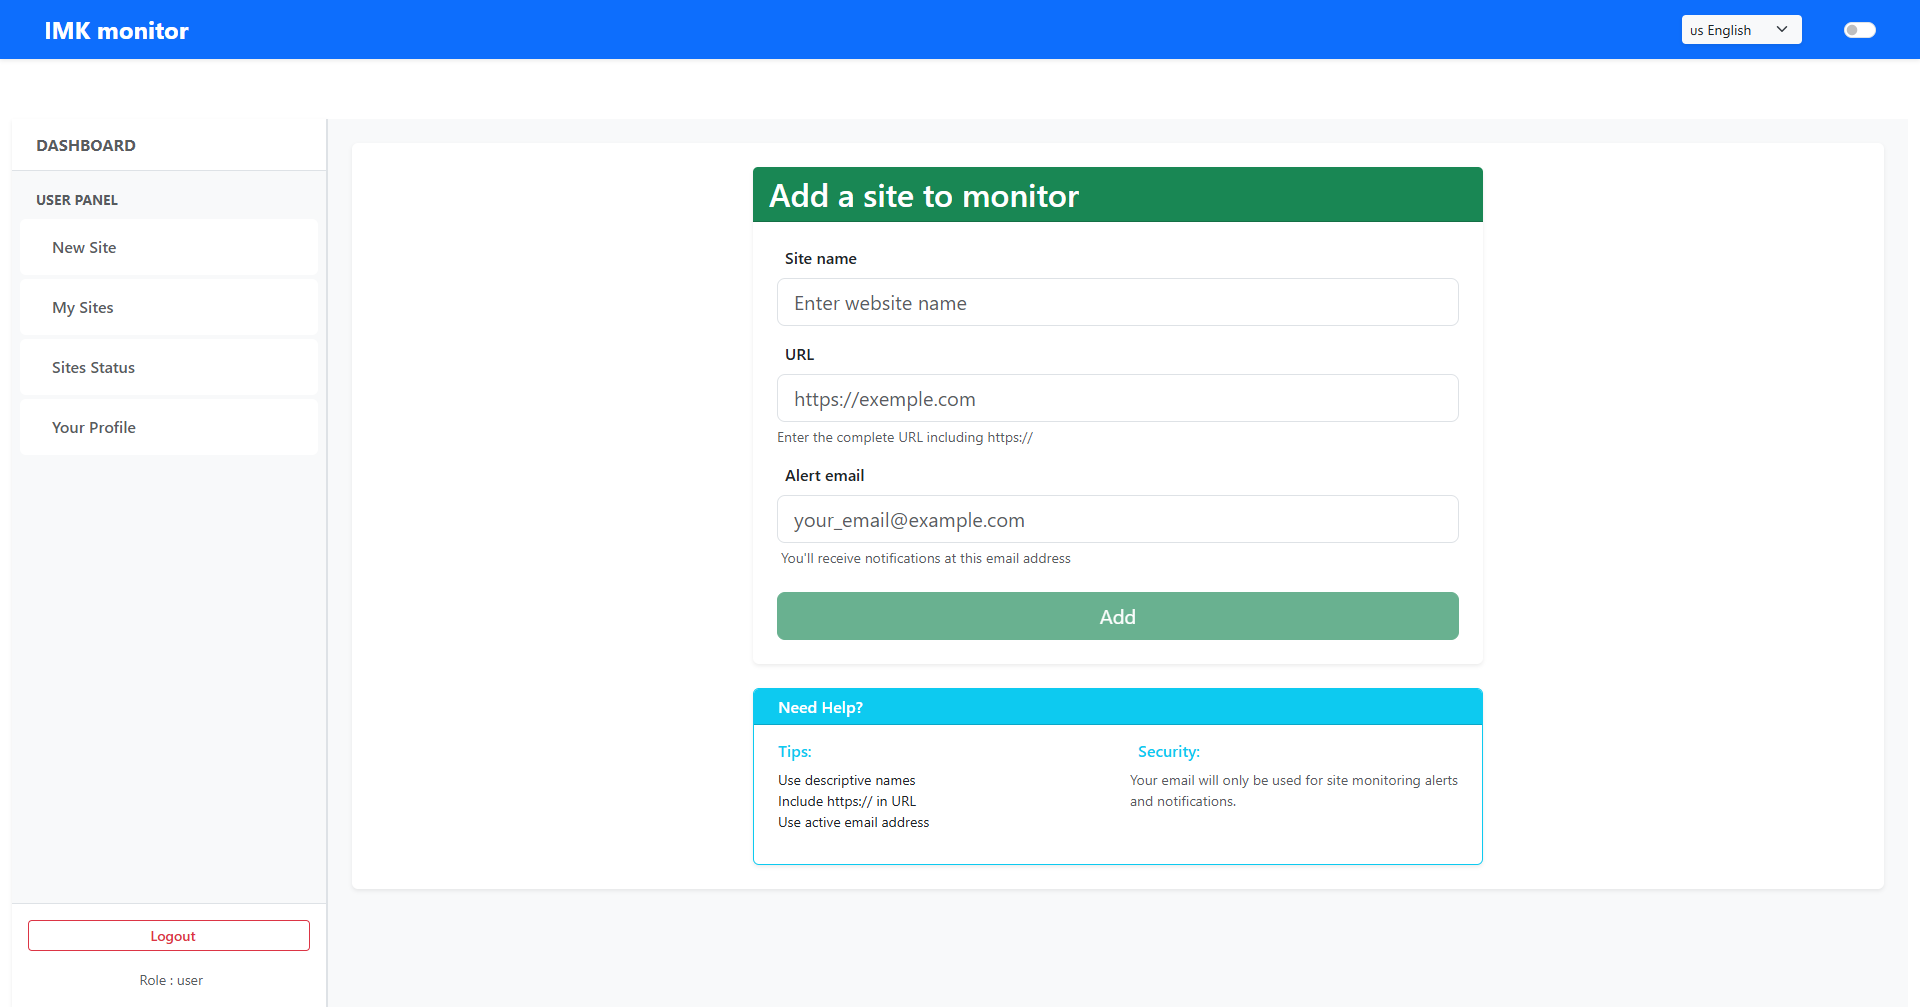 IMK monitor
us English
DASHBOARD
USER PANEL
New Site
My Sites
Sites Status
Your Profile
Logout
Role : user
Add a site to monitor
Site name
Enter website name
URL
https://exemple.com
Enter the complete URL including https://
Alert email
your_email@example.com
You'll receive notifications at this email address
Add
Need Help?
Tips:
Use descriptive names
Include https:// in URL
Use active email address
Security:
Your email will only be used for site monitoring alerts
and notifications.